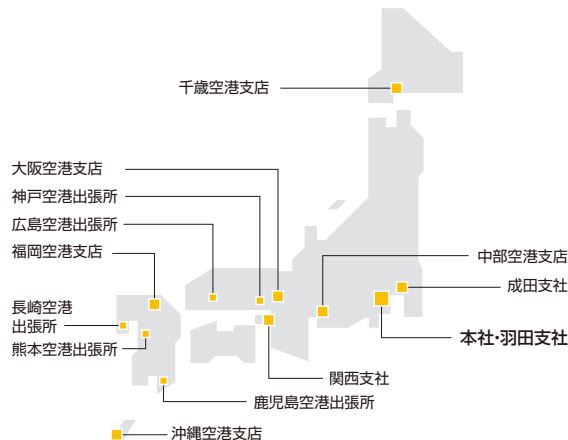 千歳空港支店
大阪空港支店
神戸空港出張所
広島空港出張所
福岡空港支店
長崎空港
出張所
熊本空港出張所
中部空港支店
成田支社
本社・羽田支社
関西支社
鹿児島空港出張所
沖縄空港支店